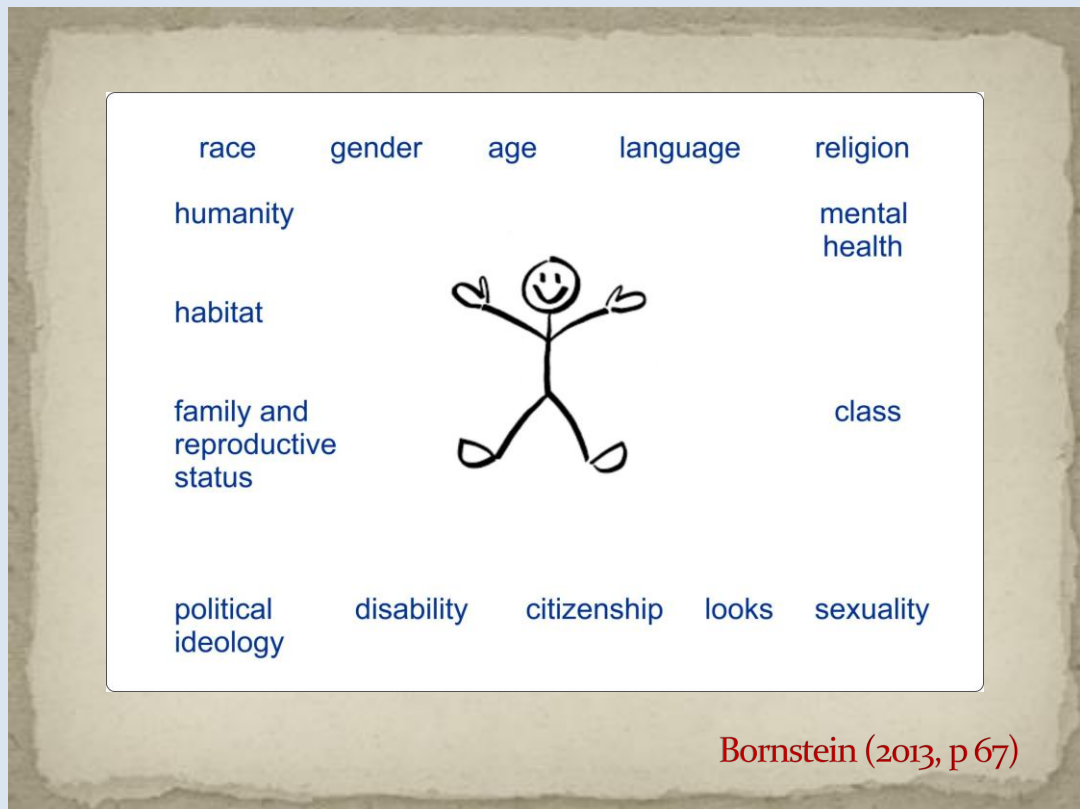 race gender age language religion
humanity
mental
health
habitat
family and
reproductive
status
class
political
ideology
disability citizenship looks sexuality
Bornstein (2013, p 67)